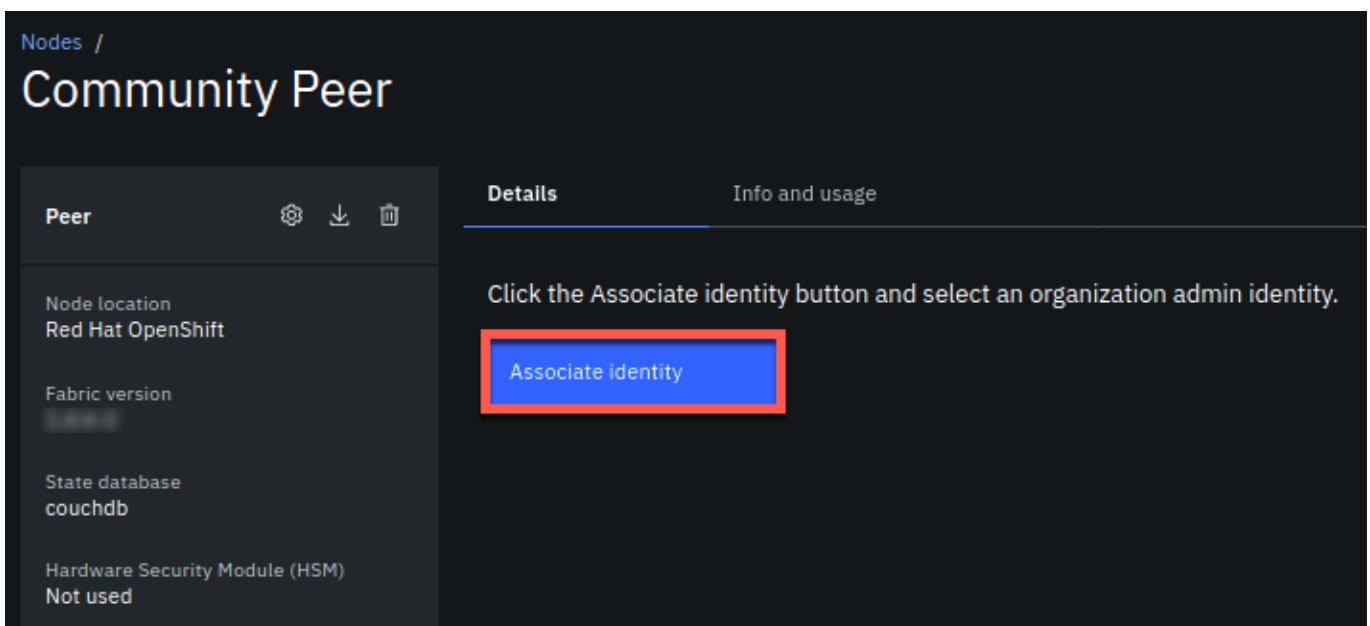 Nodes /
Community Peer
Peer
Details
Info and usage
Node location
Red Hat OpenShift
Fabric version
State database
couchdb
Hardware Security Module (HSM)
Not used
Click the Associate identity button and select an organization admin identity.
Associate identity